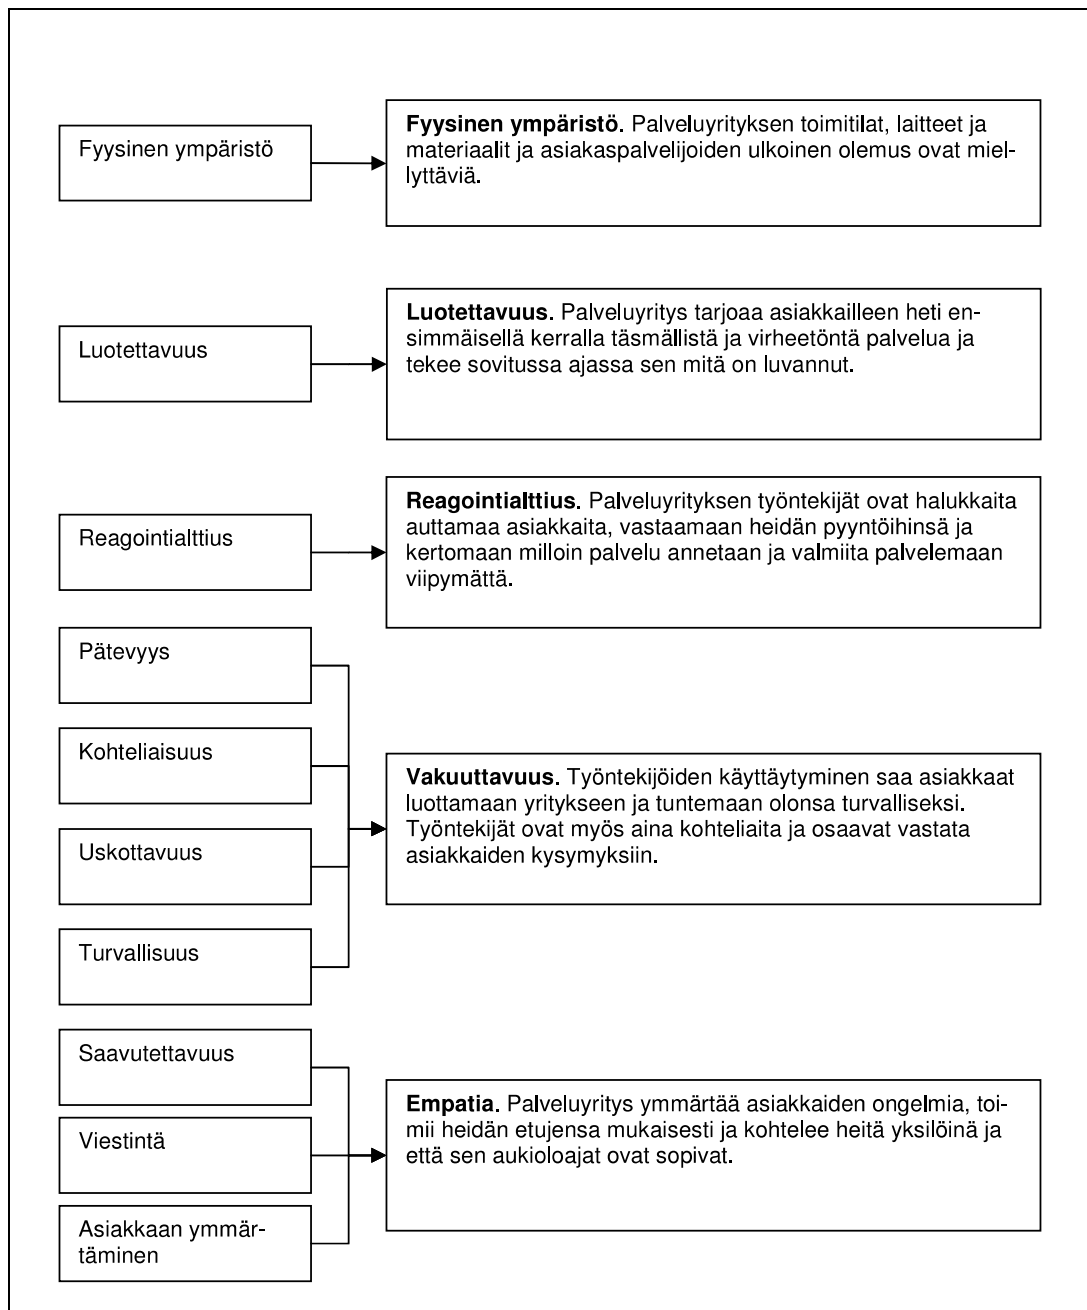 Fyysinen ympäristö
Fyysinen ympäristö. Palveluyrityksen toimitilat, laitteet ja
materiaalit ja asiakaspalvelijoiden ulkoinen olemus ovat miel-
lyttäviä.
Luotettavuus
Luotettavuus. Palveluyritys tarjoaa asiakkailleen heti en-
simmäisellä kerralla täsmällistä ja virheetöntä palvelua ja
tekee sovitussa ajassa sen mitä on luvannut.
Reagointialttius
Reagointialttius. Palveluyrityksen työntekijät ovat halukkaita
auttamaa asiakkaita, vastaamaan heidän pyyntöihinsä ja
kertomaan milloin palvelu annetaan ja valmiita palvelemaan
viipymättä.
Pätevyys
Kohteliaisuus
Uskottavuus
Turvallisuus
Vakuuttavuus. Työntekijöiden käyttäytyminen saa asiakkaat
luottamaan yritykseen ja tuntemaan olonsa turvalliseksi.
Työntekijät ovat myös aina kohteliaita ja osaavat vastata
asiakkaiden kysymyksiin.
Saavutettavuus
Viestintä
Asiakkaan ymmär-
täminen
Empatia. Palveluyritys ymmärtää asiakkaiden ongelmia, toi-
mii heidän etujensa mukaisesti ja kohtelee heitä yksilöinä ja
että sen aukioloajat ovat sopivat.